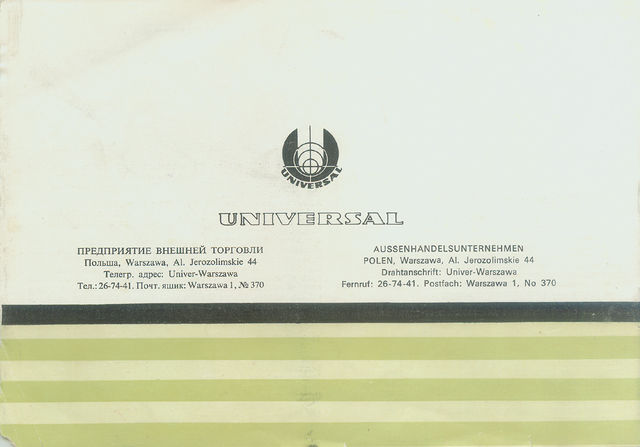 UNIVERSAL
UNIVERSAL
ПРЕДПРИЯТИЕ ВНЕШНЕЙ ТОРГОВЛИ
Польша, Warszawa, Al. Jerozolimskie 44
Телегр. адрес: Univer-Warszawa
Тел.: 26-74-41. Почт. ящик: Warszawa 1, № 370
AUSSENHANDELSUNTERNEHMEN
POLEN, Warszawa, Al. Jerozolimskie 44
Drahtanschrift: Univer-Warszawa
Fernruf: 26-74-41. Postfach: Warszawa 1, No 370